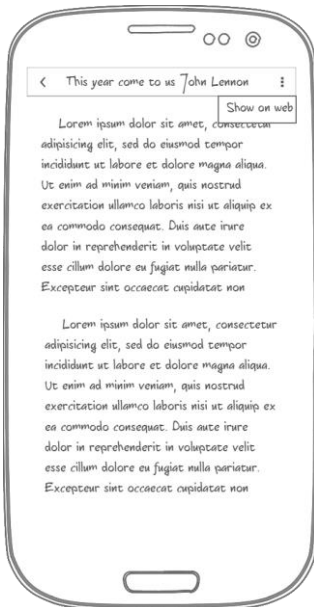 This year come to us John Lennon
Show on web
Lorem ipsum dolor sit amet, consectetur
adipisicing elit, sed do eiusmod tempor
incididunt ut labore et dolore magna aliqua.
Ut enim ad minim veniam, quis nostrud
exercitation ullamco laboris nisi ut aliquip ex
ea commodo consequat. Duis aute irure
dolor in reprehenderit in voluptate velit
esse cillum dolore eu fugiat nulla pariatur.
Excepteur sint occaecat cupidatat non
Lorem ipsum dolor sit amet, consectetur
adipisicing elit, sed do eiusmod tempor
incididunt ut labore et dolore magna aliqua.
Ut enim ad minim veniam, quis nostrud
exercitation ullamco laboris nisi ut aliquip ex
ea commodo consequat. Duis aute irure
dolor in reprehenderit in voluptate velit
esse cillum dolore eu fugiat nulla pariatur.
Excepteur sint occaecat cupidatat non